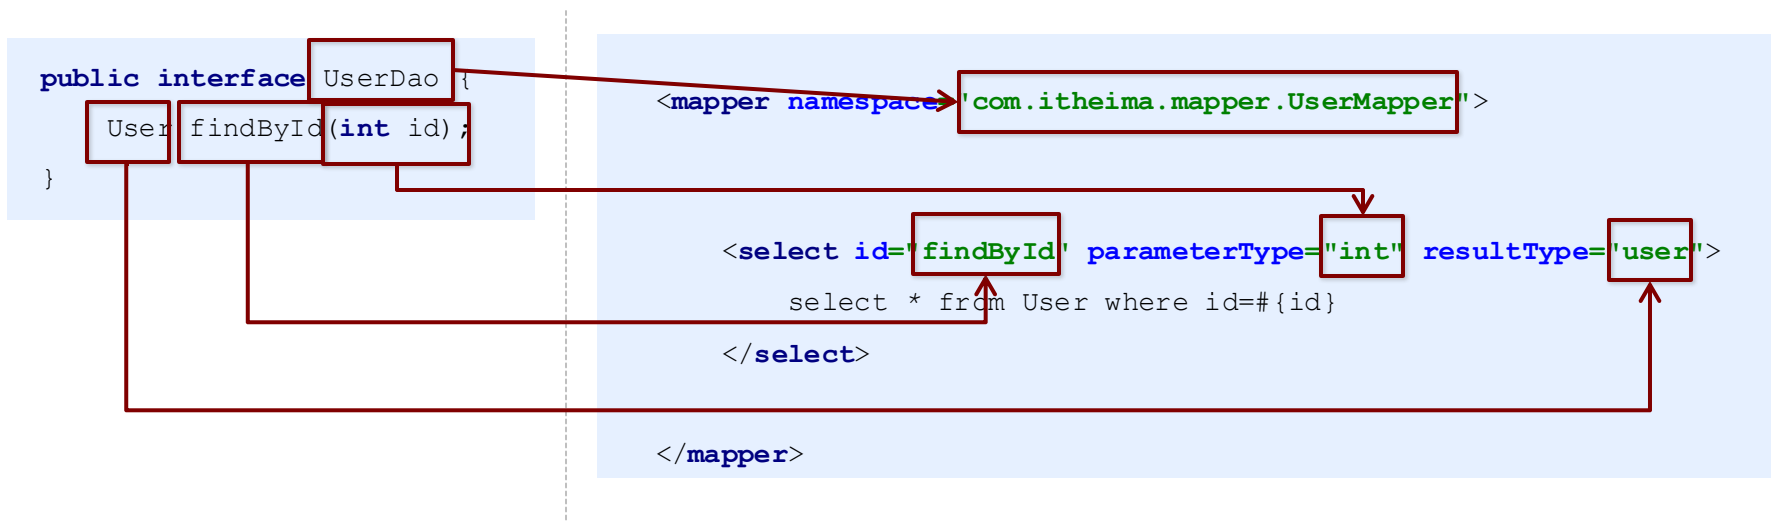 public interface UserDao {
User findById(int id);
}
<mapper namespace="com.itheima.mapper.UserMapper">
<select id="findById" parameterType="int" resultType="user">
select * from User where id=#{id}
</select>
</mapper>